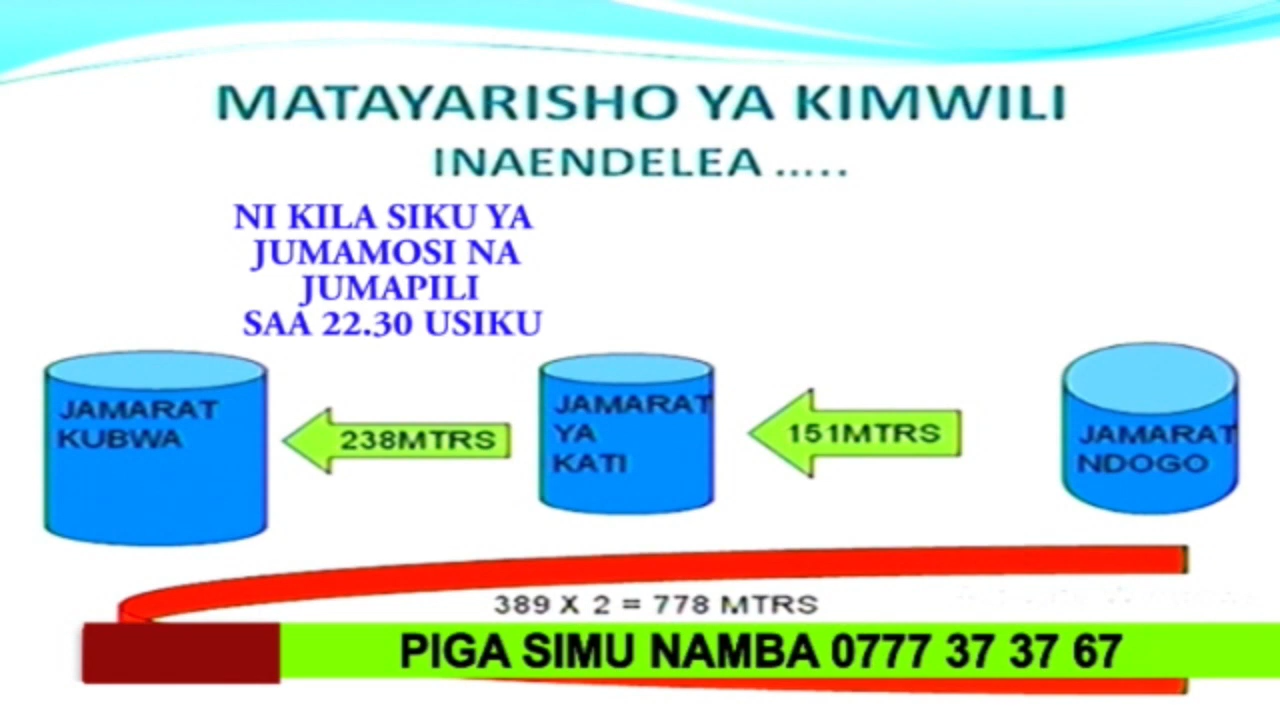 MATAYARISHO YA KIMWILI
INAENDELEA .....
NI KILA SIKU YA
JUMAMOSI NA
JUMAPILI
SAA 22.30 USIKU
JAMARAT
KUBWA
238MTRS
JAMARAT
YA
KATI
151MTRS
JAMARAT
NDOGO
389 X 2 = 778 MTRS
PIGA SIMU NAMBA 0777 37 37 67